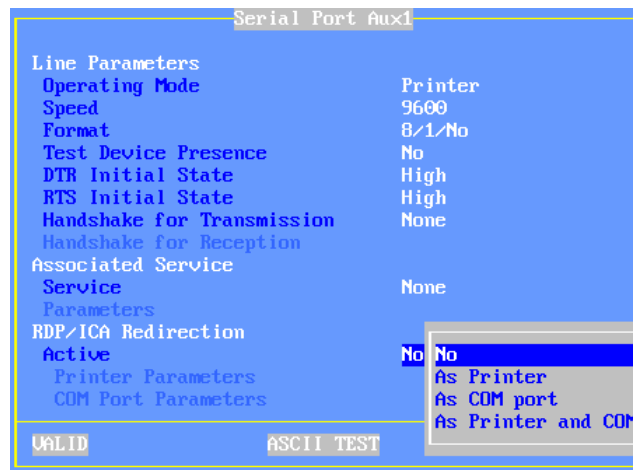 Serial Port Aux1
Line Parameters
Operating Mode Printer
Speed 9600
Format 8/1/No
Test Device Presence No
DTR Initial State High
RTS Initial State High
Handshake for Transmission None
Handshake for Reception
Associated Service
Service None
Parameters
RDP/ICA Redirection
Active No No
Printer Parameters As Printer
COM Port Parameters As COM port
As Printer and COM
VALID ASCII TEST